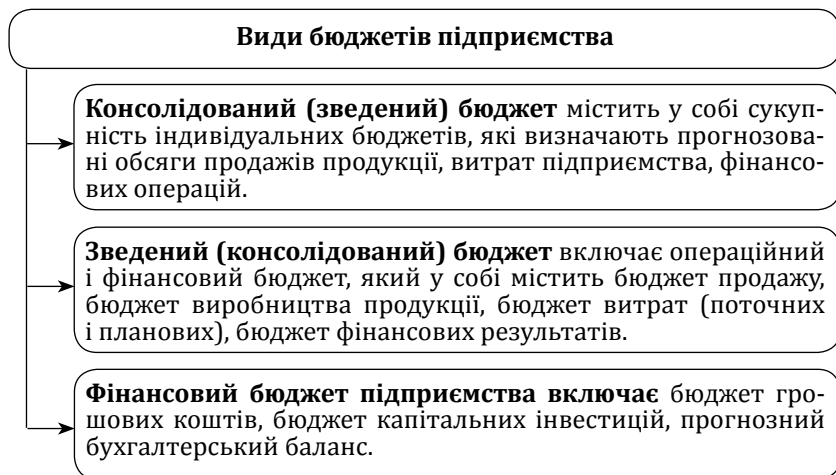 Види бюджетів підприємства
Консолідований (зведений) бюджет містить у собі сукуп-
ність індивідуальних бюджетів, які визначають прогнозова-
ні обсяги продажів продукції, витрат підприємства, фінансо-
вих операцій.
Зведений (консолідований) бюджет включає операційний
і фінансовий бюджет, який у собі містить бюджет продажу,
бюджет виробництва продукції, бюджет витрат (поточних
і планових), бюджет фінансових результатів.
Фінансовий бюджет підприємства включає бюджет гро-
шових коштів, бюджет капітальних інвестицій, прогнозний
бухгалтерський баланс.